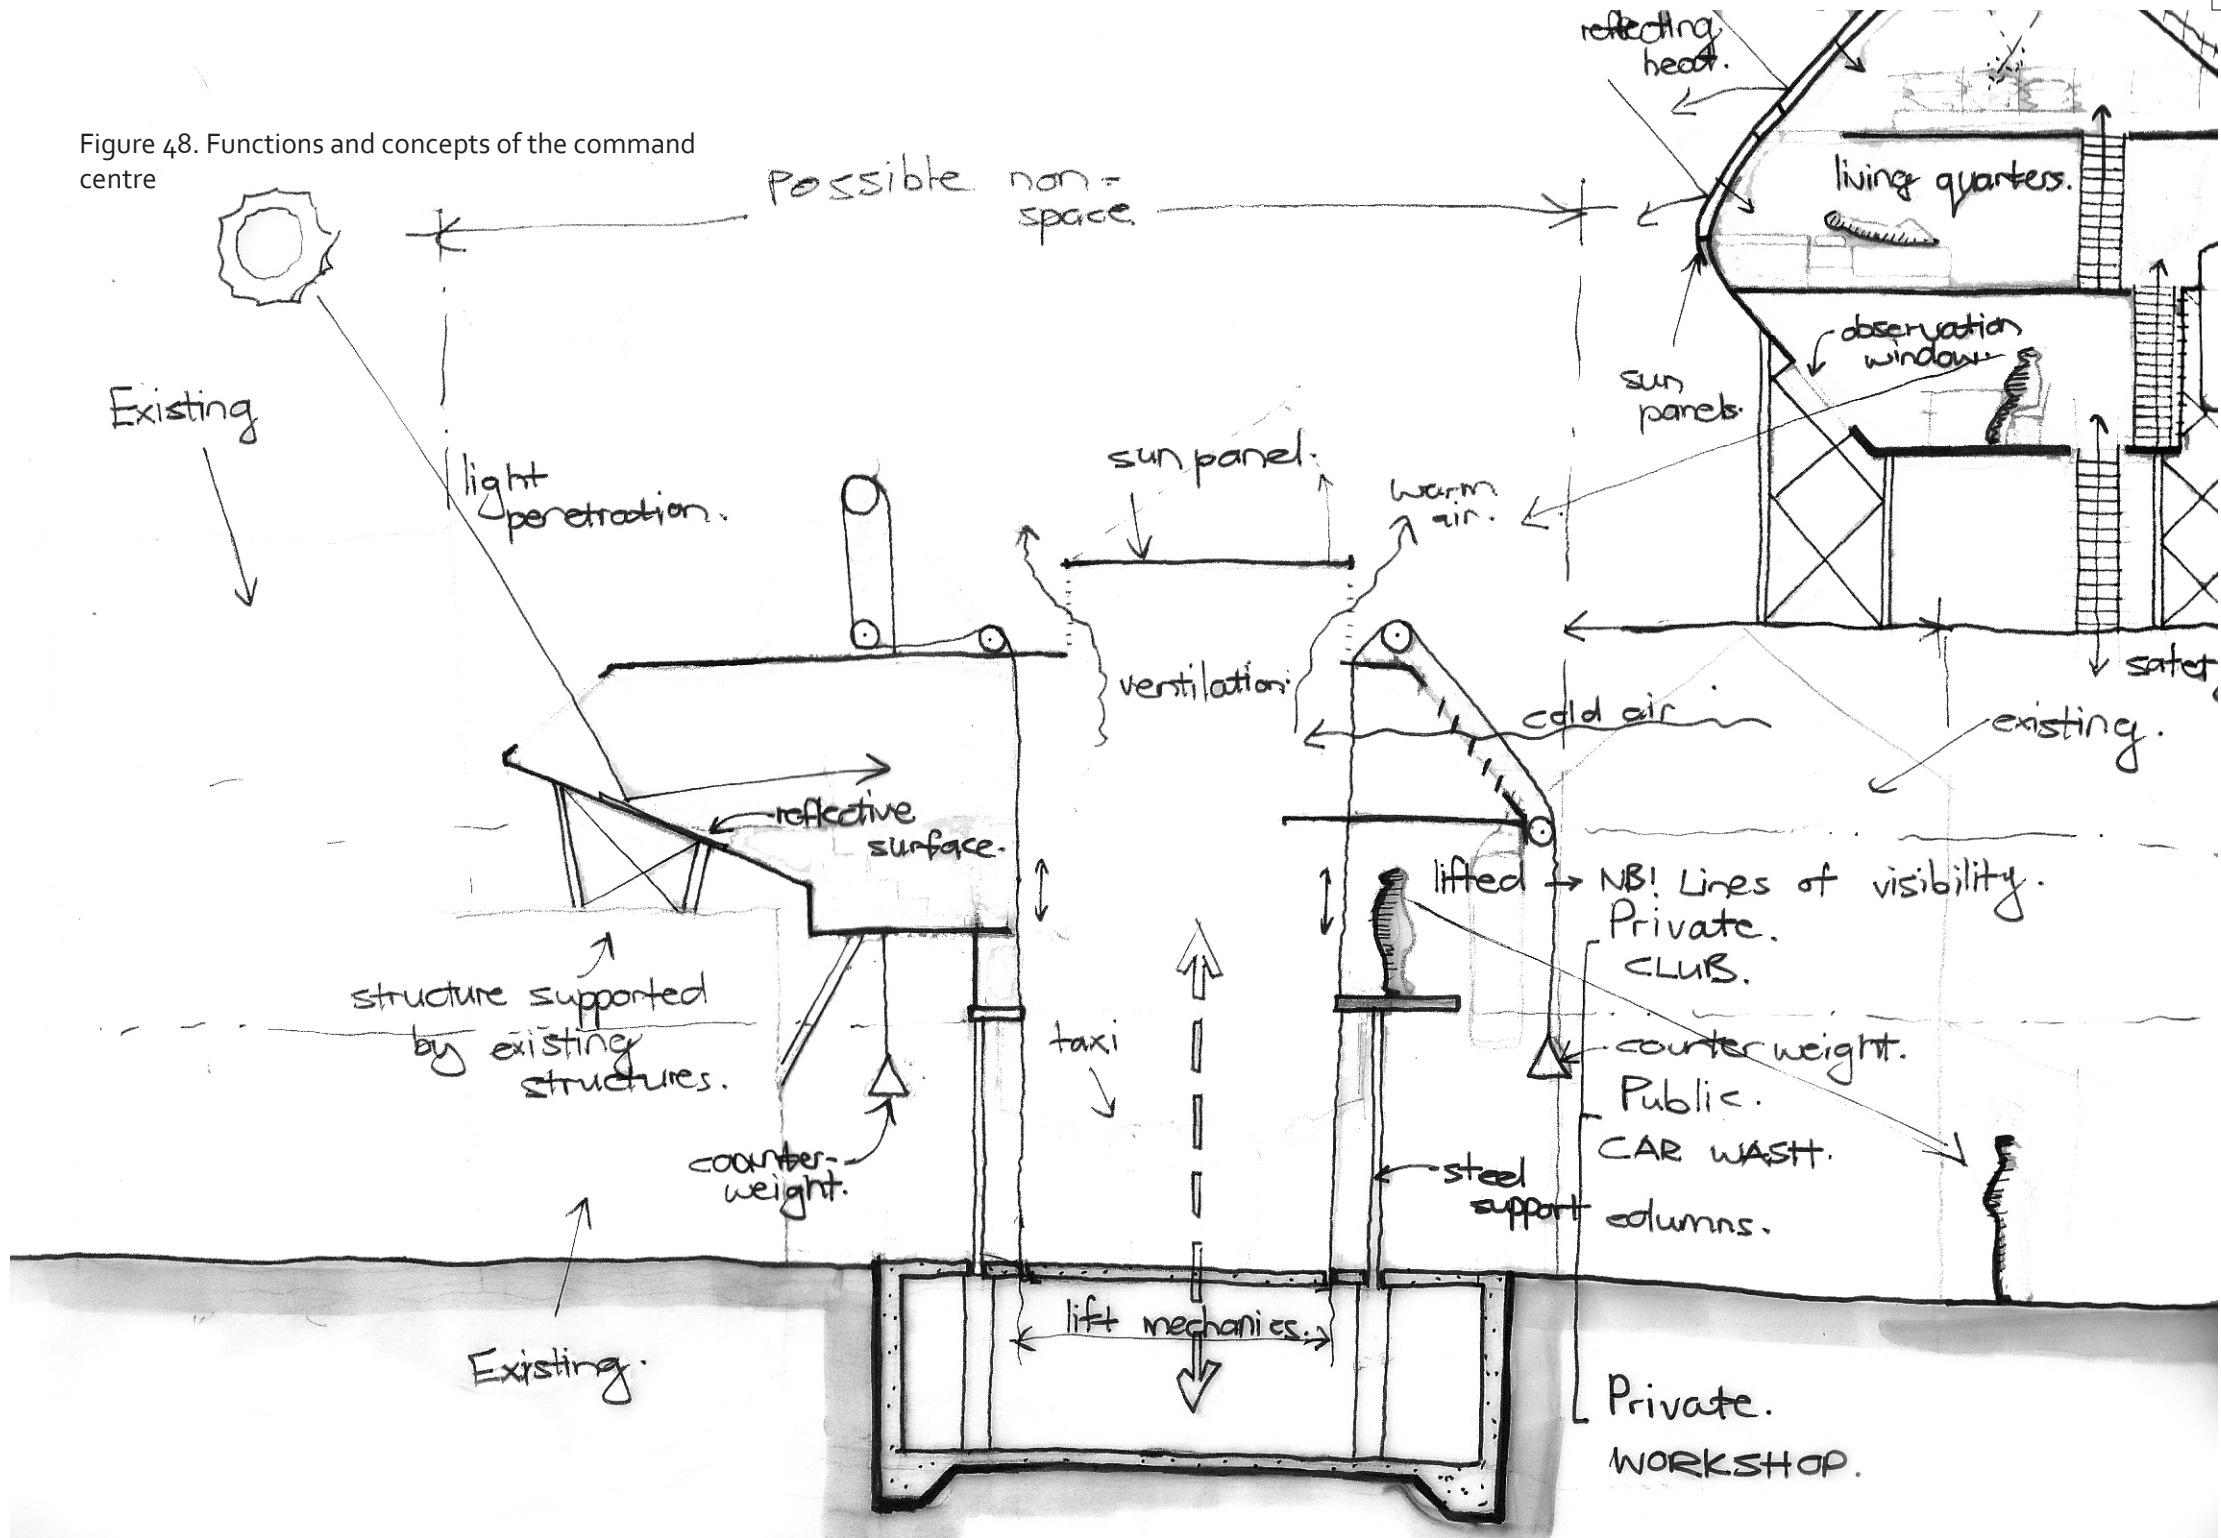 reflecting
heat.
Figure 48. Functions and concepts of the command
centre
possible non-
space.
living quarters.
observation
window.
Existing
sun
panels.
light
penetration.
sun panel.
warm
air.
ventilation.
cold air
existing.
reflective
surface.
lifted → NB! Lines of visibility.
Private.
CLUB.
structure supported
by existing
structures.
taxi
counter weight.
Public.
CAR WASH.
counter-
weight.
steel
support columns.
lift mechanics.
Existing.
Private.
WORKSHOP.